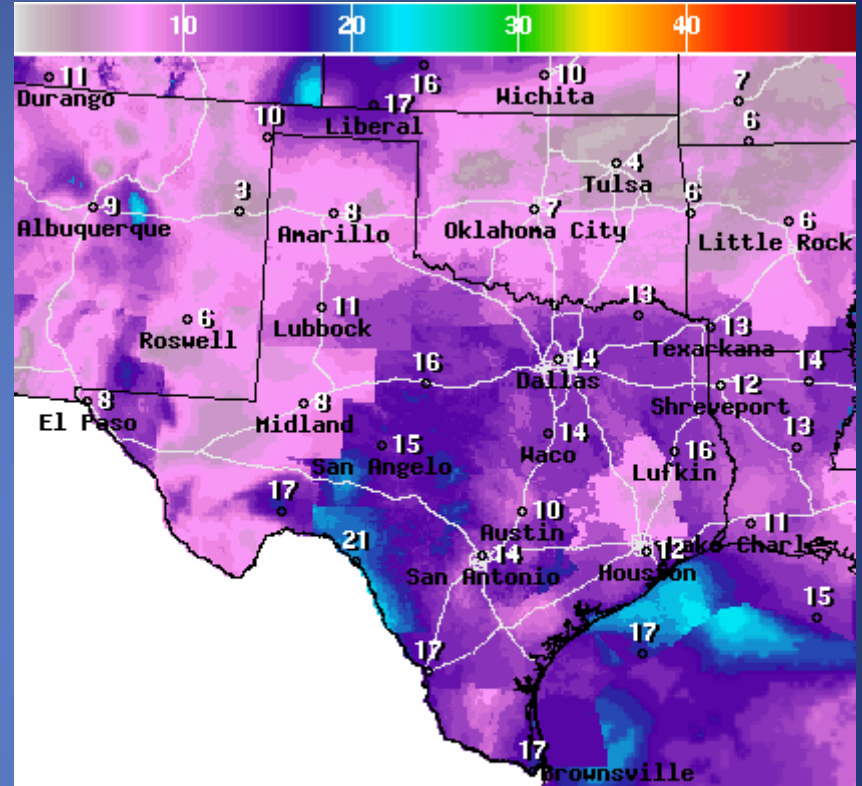 10 20 30 40
11
Durango
16
10
Wichita
7
17
Liberal
10
6
4
Tulsa
9
Albuquerque
3
8
Amarillo
7
Oklahoma City
6
6
Little Rock
6
Roswell
11
Lubbock
13
13
Texarkana
16
14
Dallas
12
Shreveport
14
8
El Paso
8
Midland
15
San Angelo
14
Waco
16
Lufkin
13
17
10
Austin
11
21
14
San Antonio
12
Houston
15
17
17
17
Brownsville